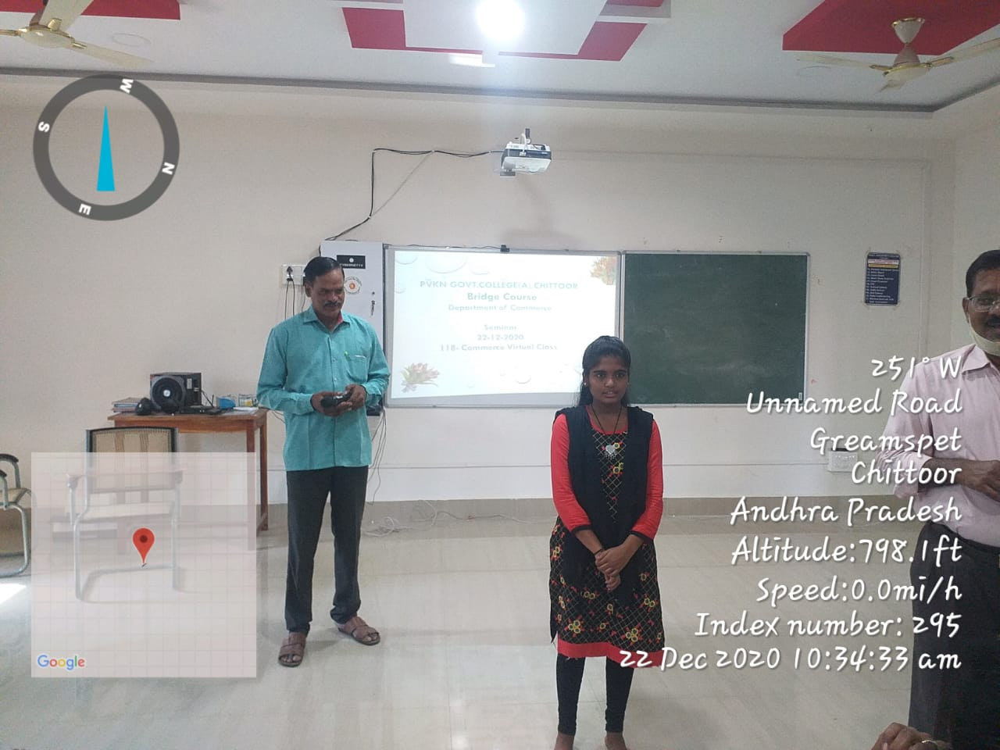 W
S
N
E
CYBERNETYX
PVKN GOVT.COLLEGE(A).CHITTOOR
Bridge Course
Department of Commerce
Seminar
22-12-2020
118- Commerce Virtual Class
251° W
Unnamed Road
Greamspet
Chittoor
Andhra Pradesh
Altitude:798.1ft
Speed:0.0mi/h
Index number: 295
22 Dec 2020 10:34:33 am
Google